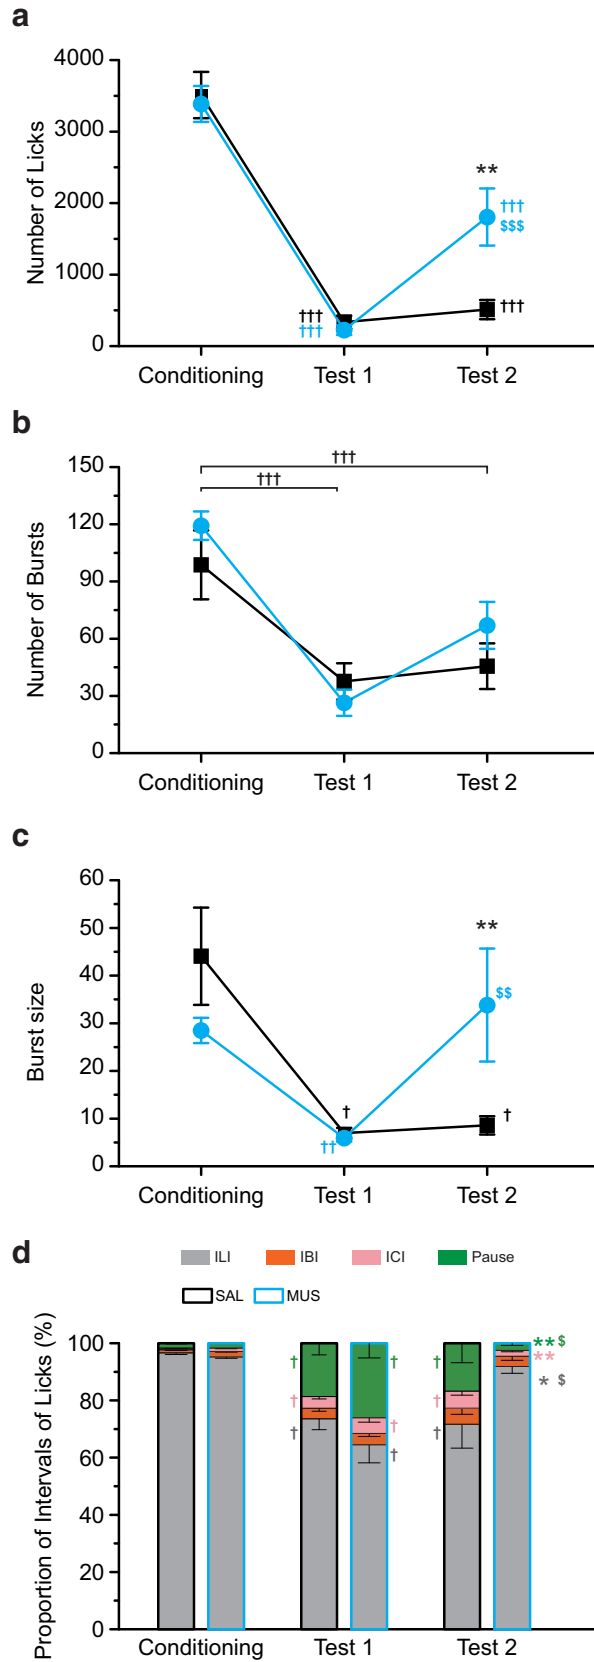 a
Number of Licks
4000
3000
2000
1000
0
**
†††
$$$
†††
†††
†††
Conditioning Test 1 Test 2
b
Number of Bursts
150
120
90
60
30
0
†††
†††
Conditioning Test 1 Test 2
c
Burst size
60
50
40
30
20
10
0
**
$$
†
†
††
Conditioning Test 1 Test 2
d
ILI IBI ICI Pause
SAL MUS
Proportion of Intervals of Licks (%)
100
80
60
40
20
0
† † † ** $
† † † **
† † † * $
Conditioning Test 1 Test 2